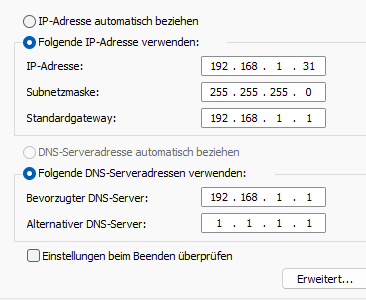 IP-Adresse automatisch beziehen
Folgende IP-Adresse verwenden:
IP-Adresse: 192 . 168 . 1 . 31
Subnetzmaske: 255 . 255 . 255 . 0
Standardgateway: 192 . 168 . 1 . 1
DNS-Serveradresse automatisch beziehen
Folgende DNS-Serveradressen verwenden:
Bevorzugter DNS-Server: 192 . 168 . 1 . 1
Alternativer DNS-Server: 1 . 1 . 1 . 1
Einstellungen beim Beenden überprüfen
Erweitert...